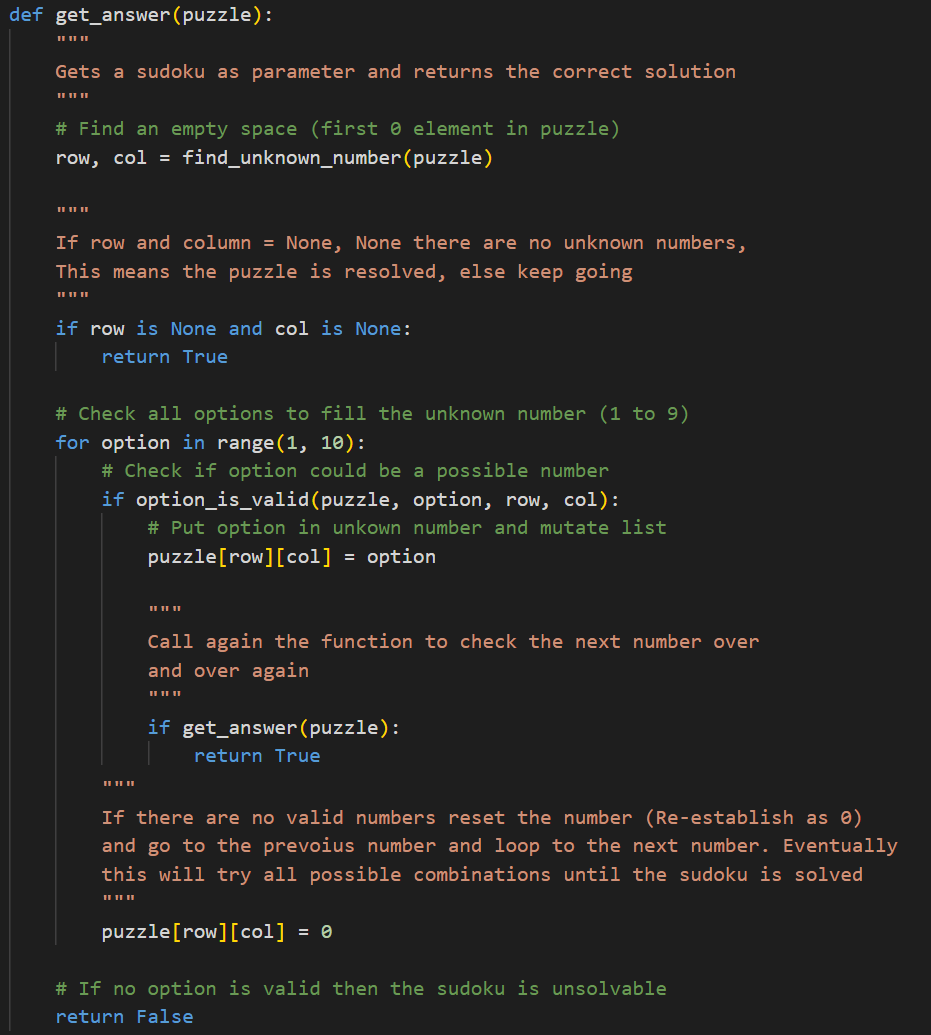 def get_answer(puzzle):
    """
    Gets a sudoku as parameter and returns the correct solution
    """
    # Find an empty space (first 0 element in puzzle)
    row, col = find_unknown_number(puzzle)

    """
    If row and column = None, None there are no unknown numbers,
    This means the puzzle is resolved, else keep going
    """
    if row is None and col is None:
        return True

    # Check all options to fill the unknown number (1 to 9)
    for option in range(1, 10):
        # Check if option could be a possible number
        if option_is_valid(puzzle, option, row, col):
            # Put option in unkown number and mutate list
            puzzle[row][col] = option

            """
            Call again the function to check the next number over
            and over again
            """
            if get_answer(puzzle):
                return True
        """
        If there are no valid numbers reset the number (Re-establish as 0)
        and go to the prevoius number and loop to the next number. Eventually
        this will try all possible combinations until the sudoku is solved
        """
        puzzle[row][col] = 0

    # If no option is valid then the sudoku is unsolvable
    return False